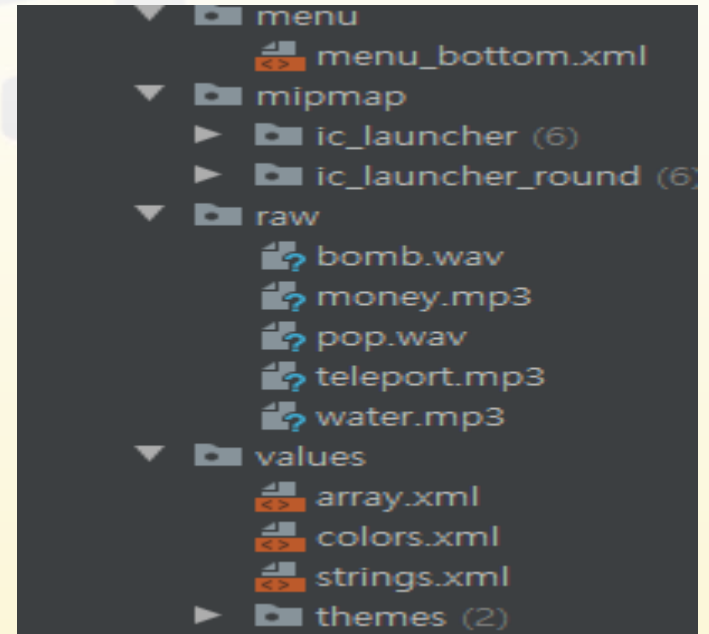 menu
menu_bottom.xml
mipmap
ic_launcher (6)
ic_launcher_round (6)
raw
bomb.wav
money.mp3
pop.wav
teleport.mp3
water.mp3
values
array.xml
colors.xml
strings.xml
themes (2)